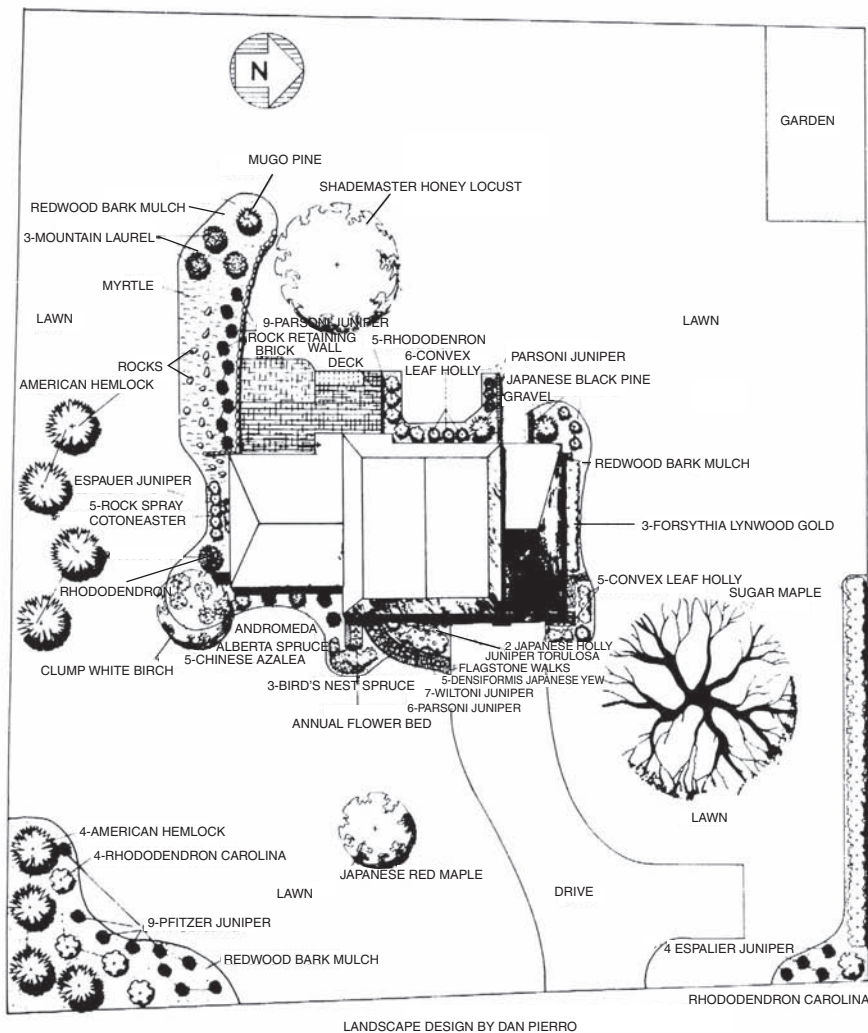 N
GARDEN
MUGO PINE
SHADEMASTER HONEY LOCUST
REDWOOD BARK MULCH
3-MOUNTAIN LAUREL
MYRTLE
LAWN
LAWN
9-PARSONI JUNIPER
ROCK RETAINING
WALL
BRICK
DECK
5-RHODODENRON
6-CONVEX
LEAF HOLLY
PARSONI JUNIPER
JAPANESE BLACK PINE
GRAVEL
ROCKS
AMERICAN HEMLOCK
REDWOOD BARK MULCH
ESPAUER JUNIPER
5-ROCK SPRAY
COTONEASTER
3-FORSYTHIA LYNWOOD GOLD
RHODODENDRON
5-CONVEX LEAF HOLLY
SUGAR MAPLE
ANDROMEDA
ALBERTA SPRUCE
5-CHINESE AZALEA
CLUMP WHITE BIRCH
2 JAPANESE HOLLY
JUNIPER TORULOSA
FLAGSTONE WALKS
5-DENSIFORMIS JAPANESE YEW
3-BIRD'S NEST SPRUCE
7-WILTONI JUNIPER
6-PARSONI JUNIPER
ANNUAL FLOWER BED
LAWN
4-AMERICAN HEMLOCK
4-RHODODENDRON CAROLINA
JAPANESE RED MAPLE
LAWN
DRIVE
9-PFITZER JUNIPER
REDWOOD BARK MULCH
4 ESPALIER JUNIPER
RHODODENDRON CAROLINA
LANDSCAPE DESIGN BY DAN PIERRO